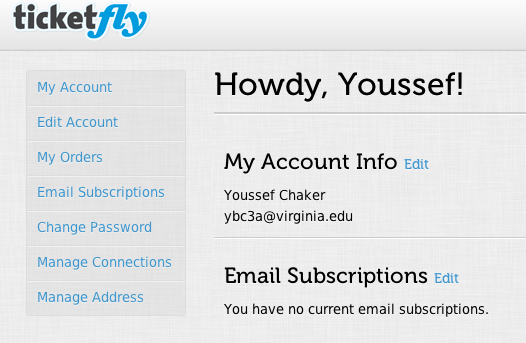 ticketfly
My Account
Edit Account
My Orders
Email Subscriptions
Change Password
Manage Connections
Manage Address
Howdy, Youssef!
My Account Info Edit
Youssef Chaker
ybc3a@virginia.edu
Email Subscriptions Edit
You have no current email subscriptions.